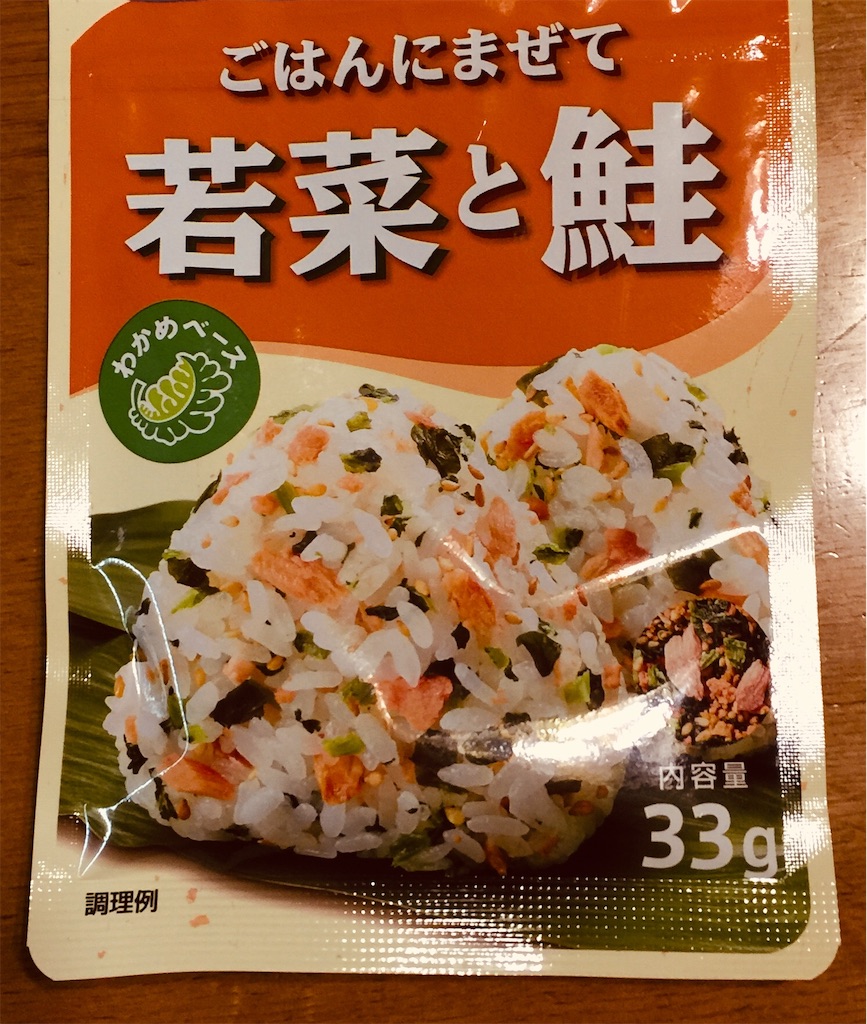 ごはんにまぜて
若菜と鮭
わかめベース
内容量
33g
調理例